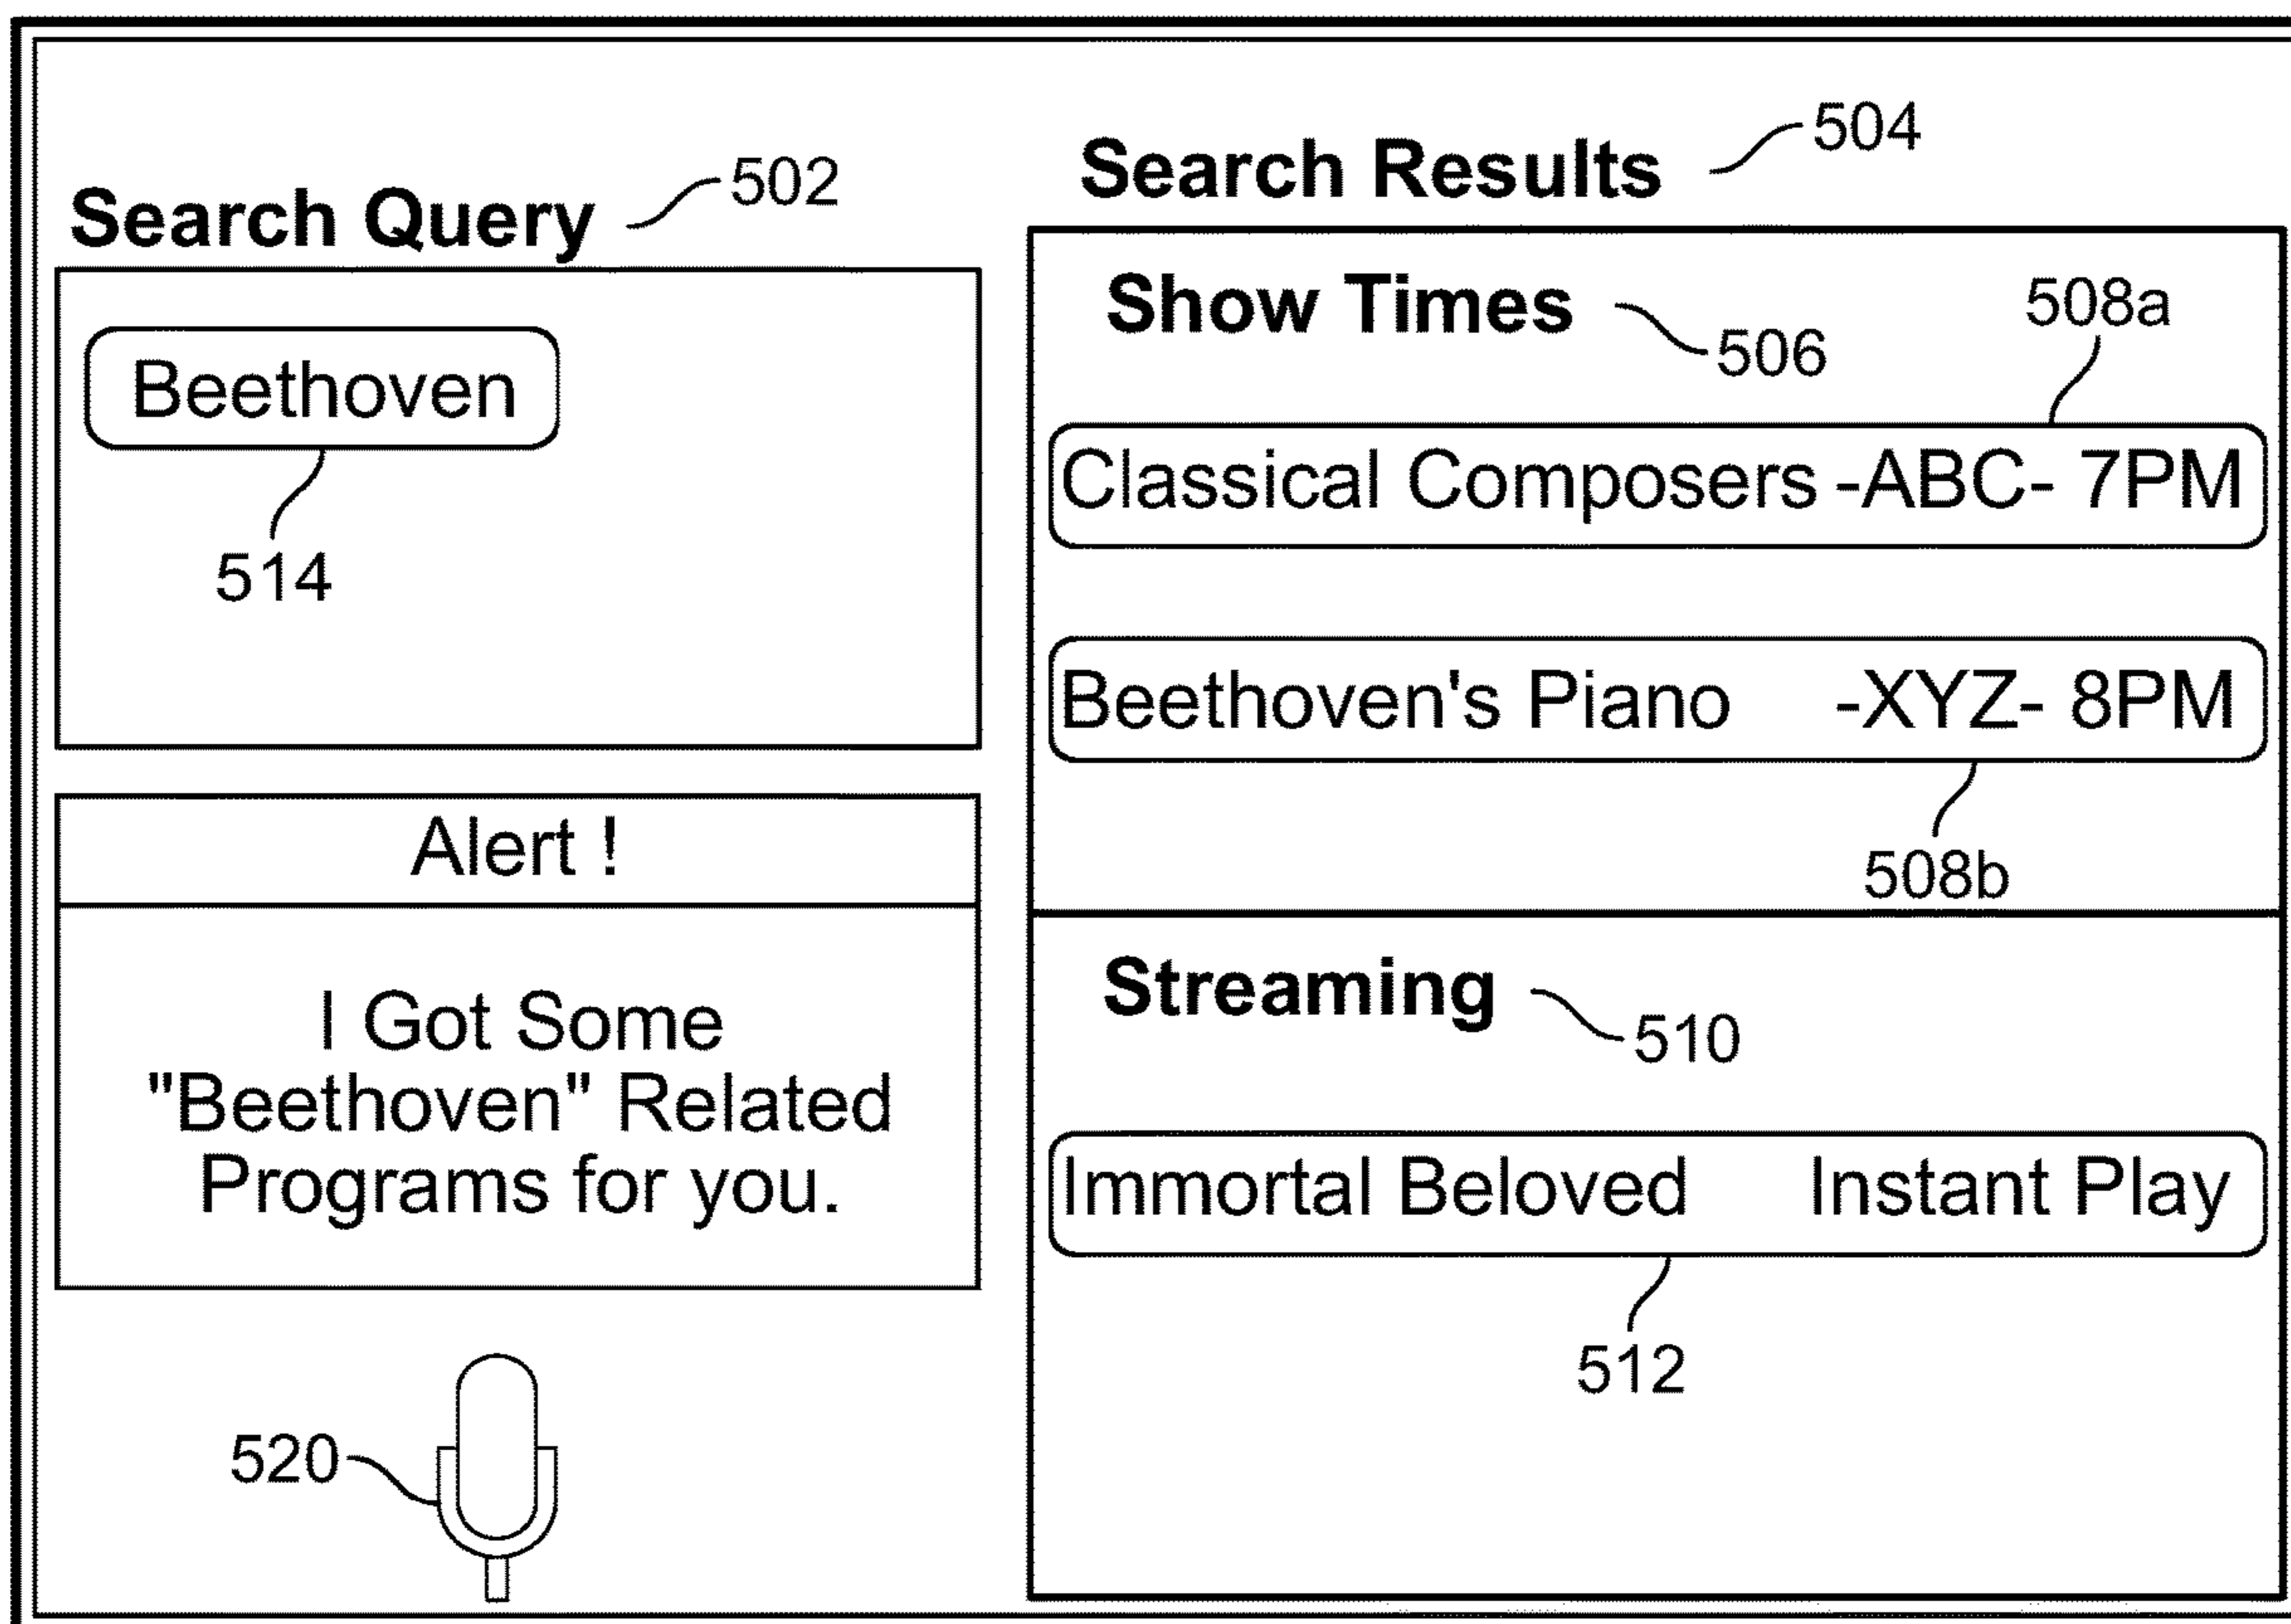 Search Query 502
Beethoven
514
Alert !
I Got Some
"Beethoven" Related
Programs for you.
520
Search Results 504
Show Times 506
508a
Classical Composers -ABC- 7PM
Beethoven's Piano -XYZ- 8PM
508b
Streaming 510
Immortal Beloved Instant Play
512